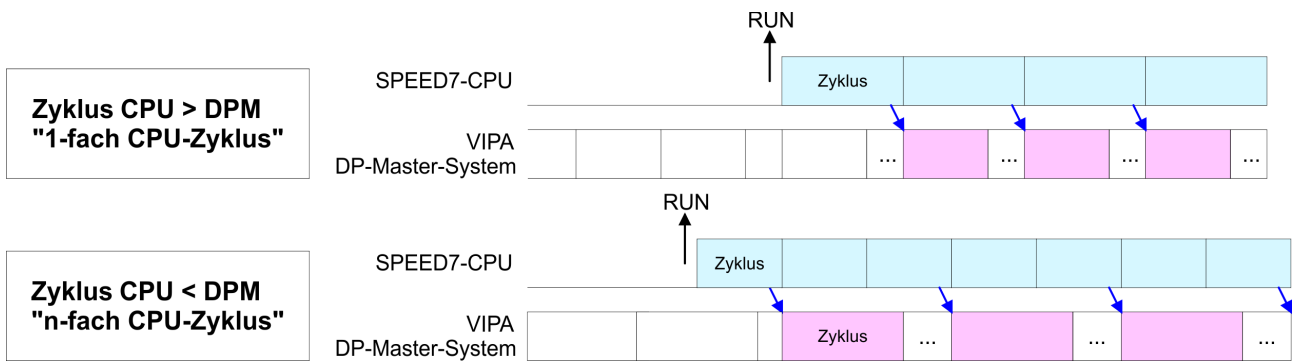 RUN
SPEED7-CPU
Zyklus
Zyklus CPU > DPM
"1-fach CPU-Zyklus"
VIPA
DP-Master-System
...
...
...
...
RUN
SPEED7-CPU
Zyklus
Zyklus CPU < DPM
"n-fach CPU-Zyklus"
VIPA
DP-Master-System
Zyklus
...
...
...